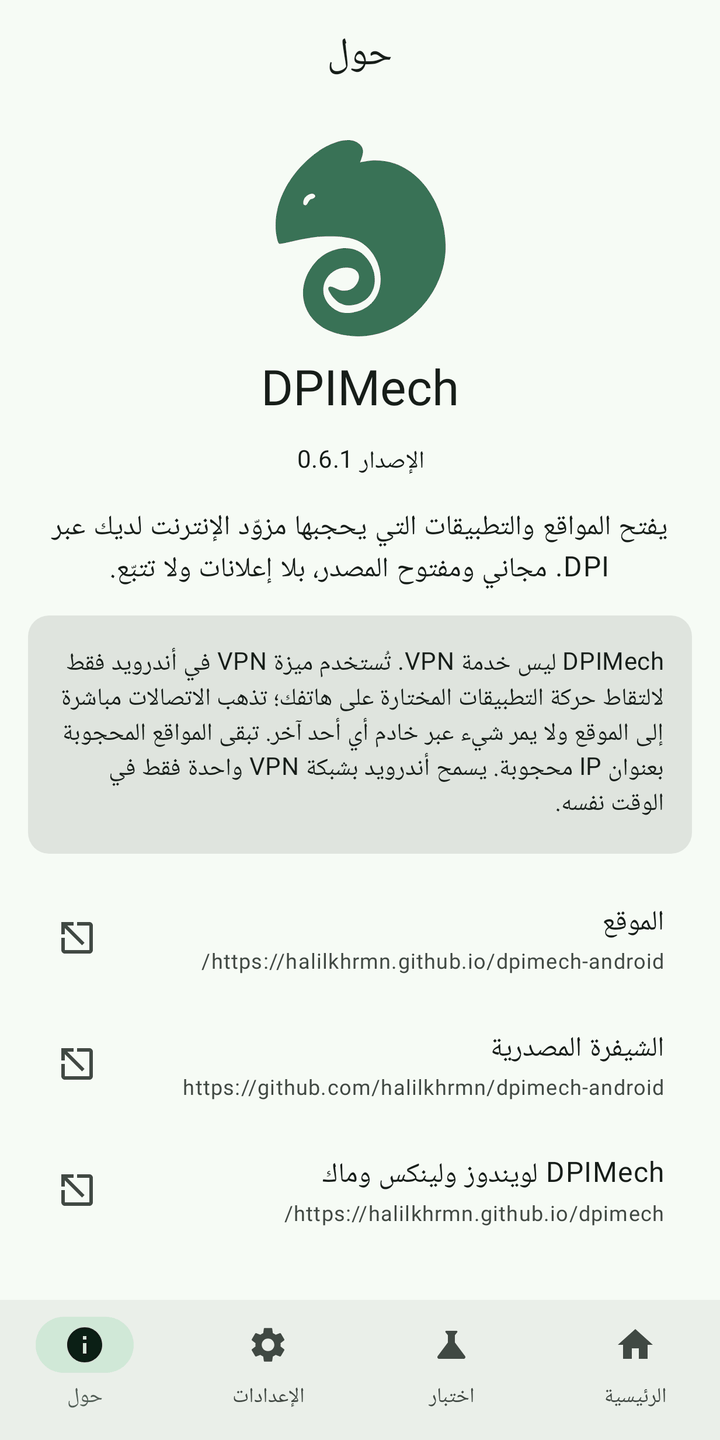 حول
DPIMech
الإصدار 0.6.1
يفتح المواقع والتطبيقات التي يحجبها مزوّد الإنترنت لديك عبر
DPI. مجاني ومفتوح المصدر، بلا إعلانات ولا تتبّع.
DPIMech ليس خدمة VPN. تُستخدم ميزة VPN في أندرويد فقط
لالتقاط حركة التطبيقات المختارة على هاتفك؛ تذهب الاتصالات مباشرة
إلى الموقع ولا يمر شيء عبر خادم أي أحد آخر. تبقى المواقع المحجوبة
بعنوان IP محجوبة. يسمح أندرويد بشبكة VPN واحدة فقط في
الوقت نفسه.
الموقع
https://halilkhrmn.github.io/dpimech-android/
الشيفرة المصدرية
https://github.com/halilkhrmn/dpimech-android
DPIMech لويندوز ولينكس وماك
https://halilkhrmn.github.io/dpimech/
الرئيسية
اختبار
الإعدادات
حول